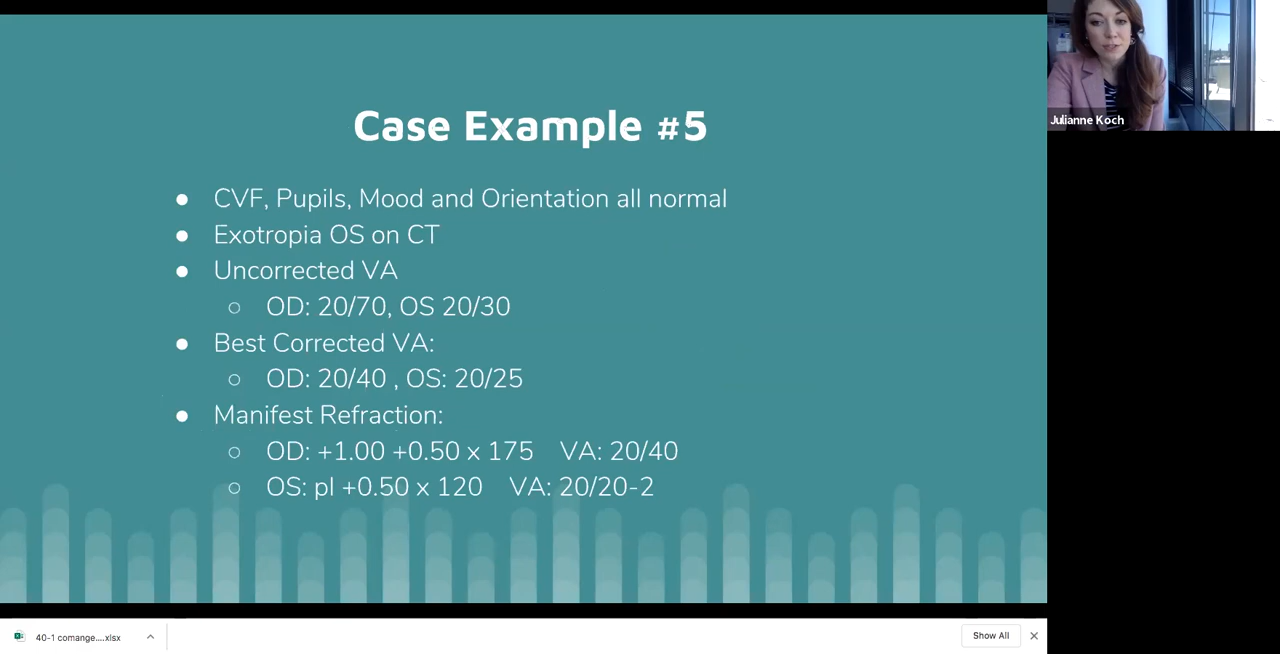 Case Example #5
● CVF, Pupils, Mood and Orientation all normal
● Exotropia OS on CT
● Uncorrected VA
○ OD: 20/70, OS 20/30
● Best Corrected VA:
○ OD: 20/40 , OS: 20/25
● Manifest Refraction:
○ OD: +1.00 +0.50 x 175 VA: 20/40
○ OS: pl +0.50 x 120 VA: 20/20-2
Julianne Koch
40-1 comange....xlsx
Show All